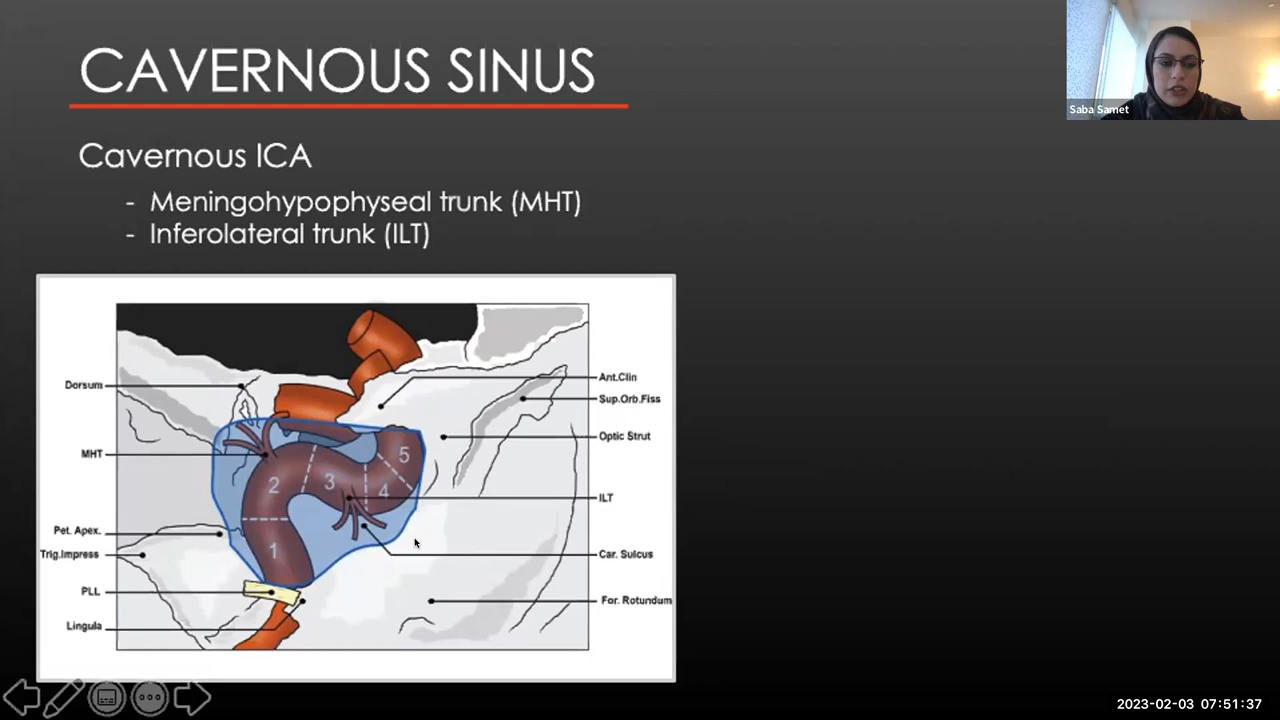 CAVERNOUS SINUS
Saba Samet
Cavernous ICA
- Meningohypophyseal trunk (MHT)
- Inferolateral trunk (ILT)
Dorsum
MHT
Pet. Apex.
Trig.Impress
PLL
Lingula
1
2
3
4
5
Ant.Clin
Sup.Orb.Fiss
Optic Strut
ILT
Car. Sulcus
For. Rotundum
2023-02-03 07:51:37